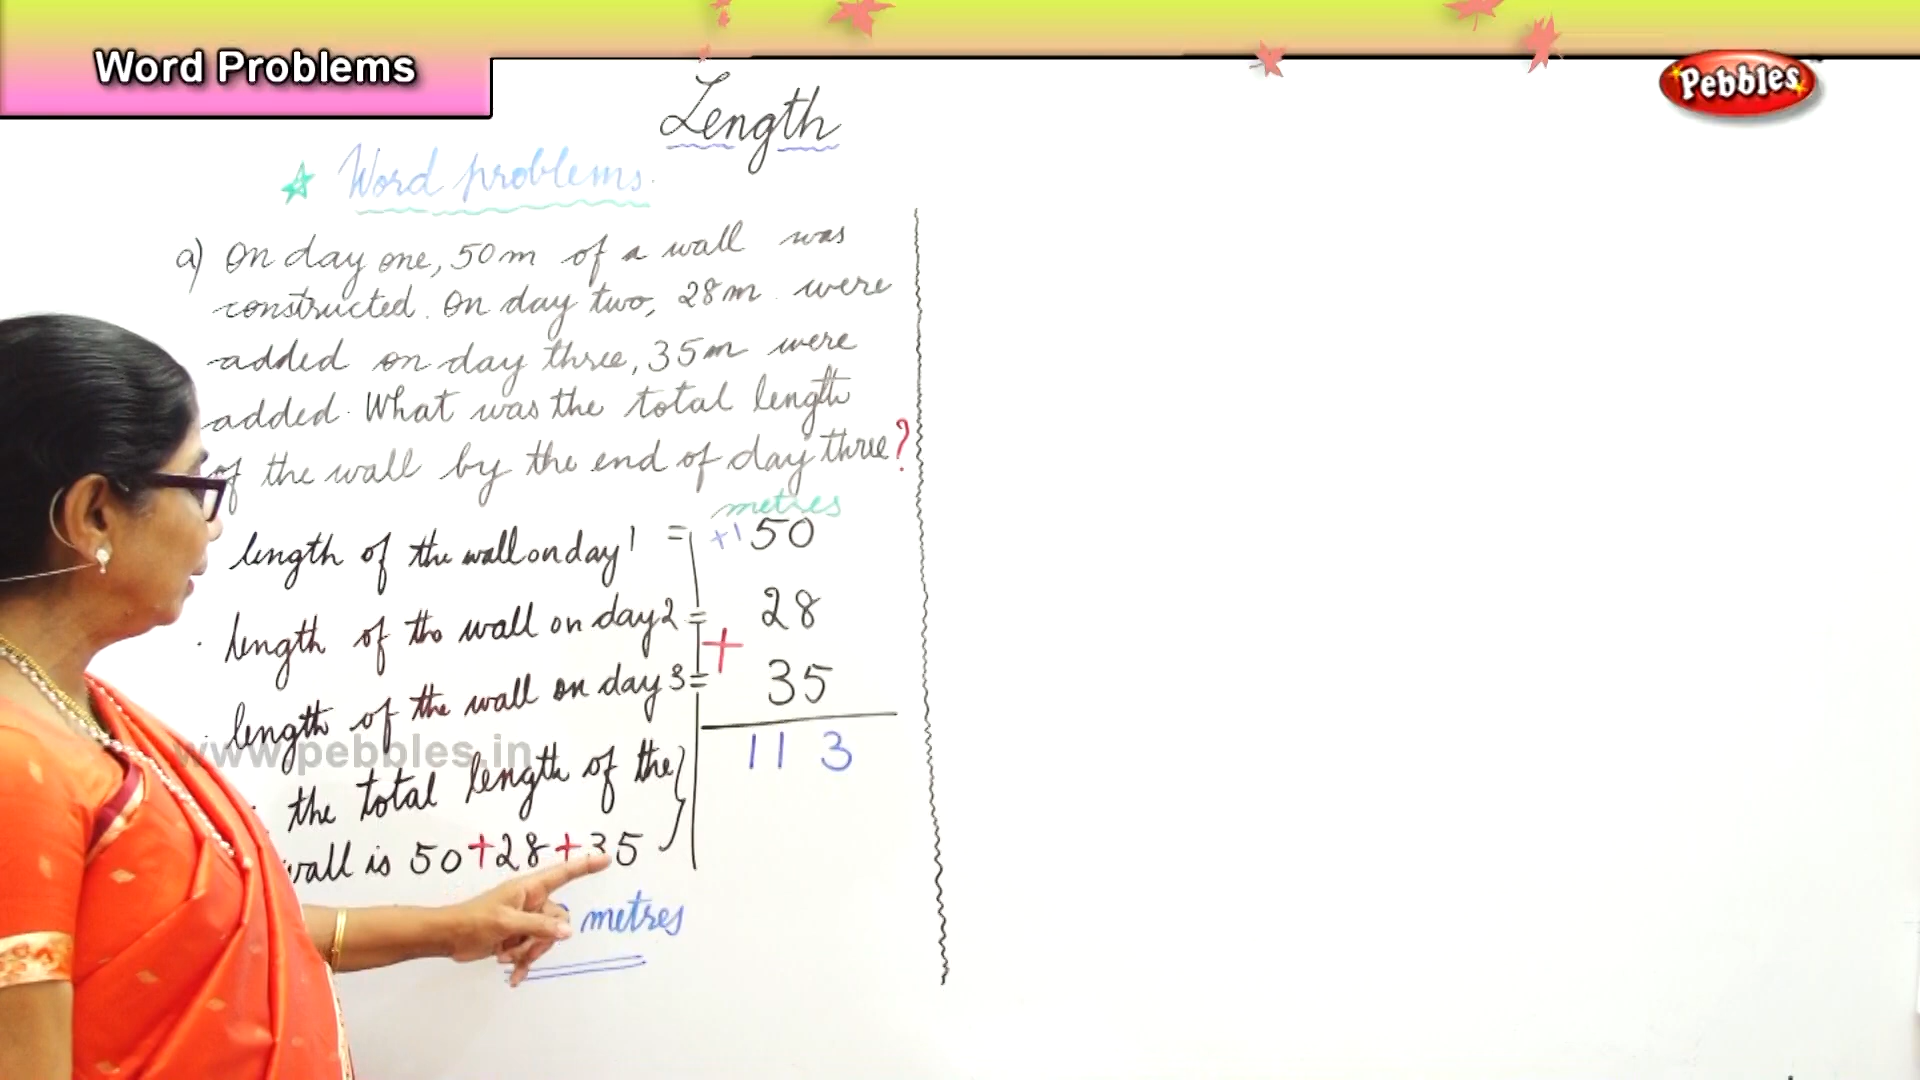 Word Problems
Pebbles
Length
Word problems.
a) On day one, 50m of a wall was
constructed. On day two, 28m were
added on day three, 35m were
added. What was the total length
of the wall by the end of day three?
metres
length of the wall on day 1 = +1 50
length of the wall on day 2 = 28
+
length of the wall on day 3 = 35
www.pebbles.in
the total length of the } 113
wall is 50+28+35
metres